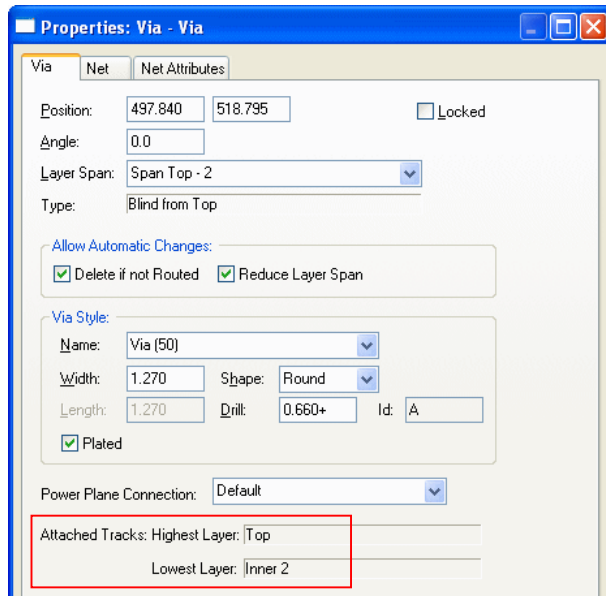 Properties: Via - Via
Via Net Net Attributes
Position: 497.840 518.795 Locked
Angle: 0.0
Layer Span: Span Top - 2
Type: Blind from Top
Allow Automatic Changes:
Delete if not Routed Reduce Layer Span
Via Style:
Name: Via (50)
Width: 1.270 Shape: Round
Length: 1.270 Drill: 0.660+ Id: A
Plated
Power Plane Connection: Default
Attached Tracks: Highest Layer: Top
Lowest Layer: Inner 2